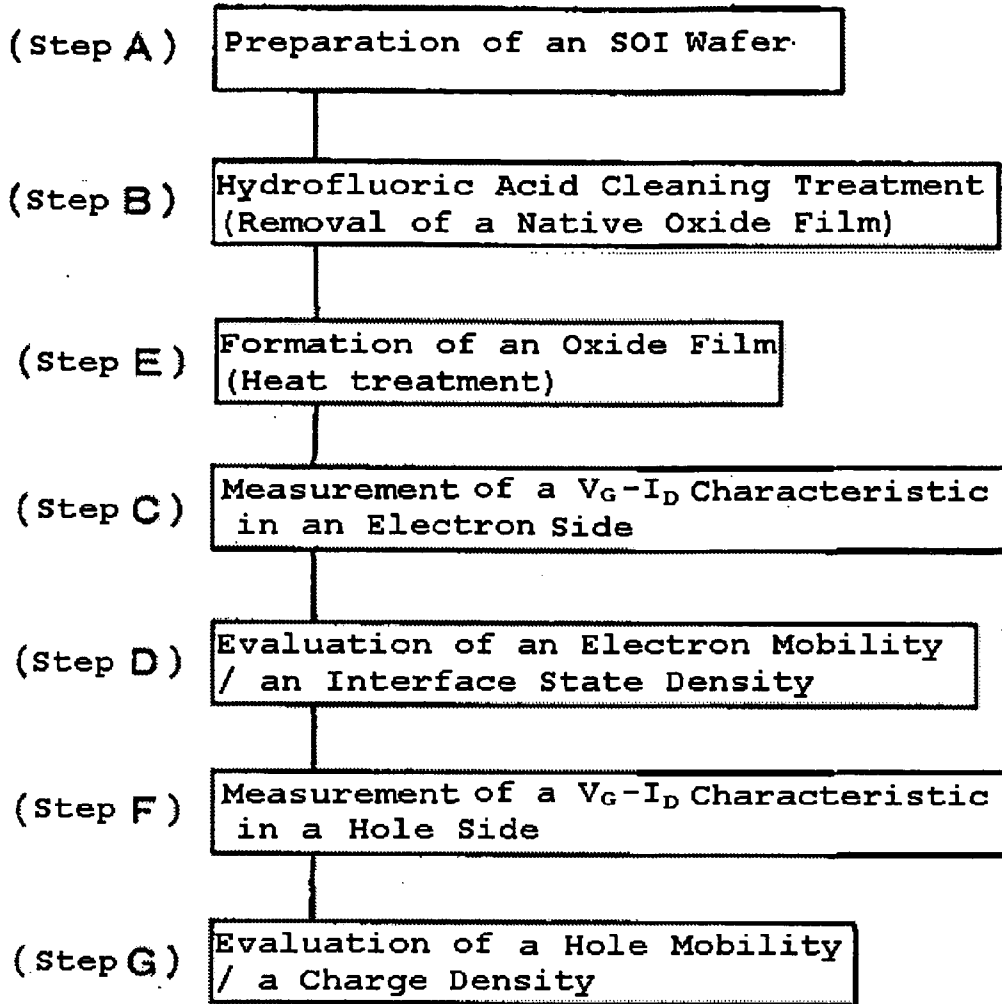 (Step A) Preparation of an SOI Wafer
(Step B) Hydrofluoric Acid Cleaning Treatment
(Removal of a Native Oxide Film)
(Step E) Formation of an Oxide Film
(Heat treatment)
(Step C) Measurement of a VG-ID Characteristic
in an Electron Side
(Step D) Evaluation of an Electron Mobility
/ an Interface State Density
(Step F) Measurement of a VG-ID Characteristic
in a Hole Side
(Step G) Evaluation of a Hole Mobility
/ a Charge Density